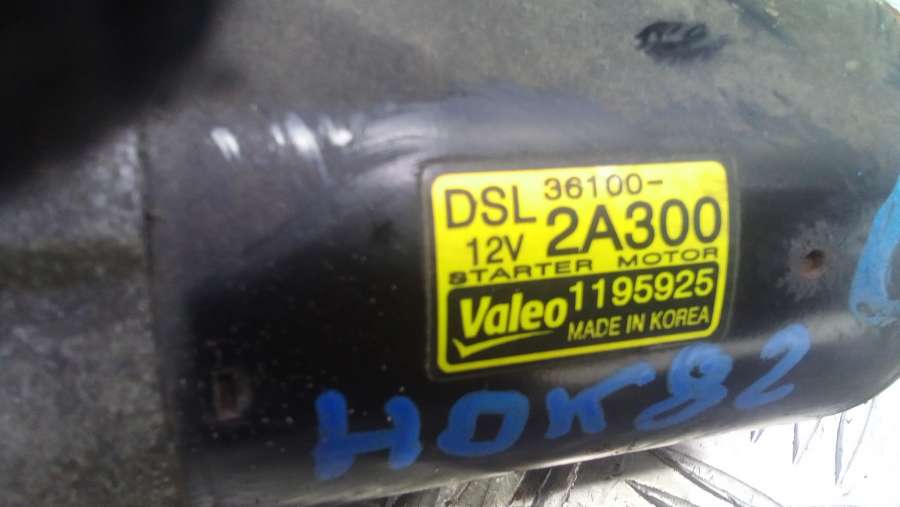 DSL 36100-
12V 2A300
STARTER MOTOR
Valeo 1195925
MADE IN KOREA
HOK82